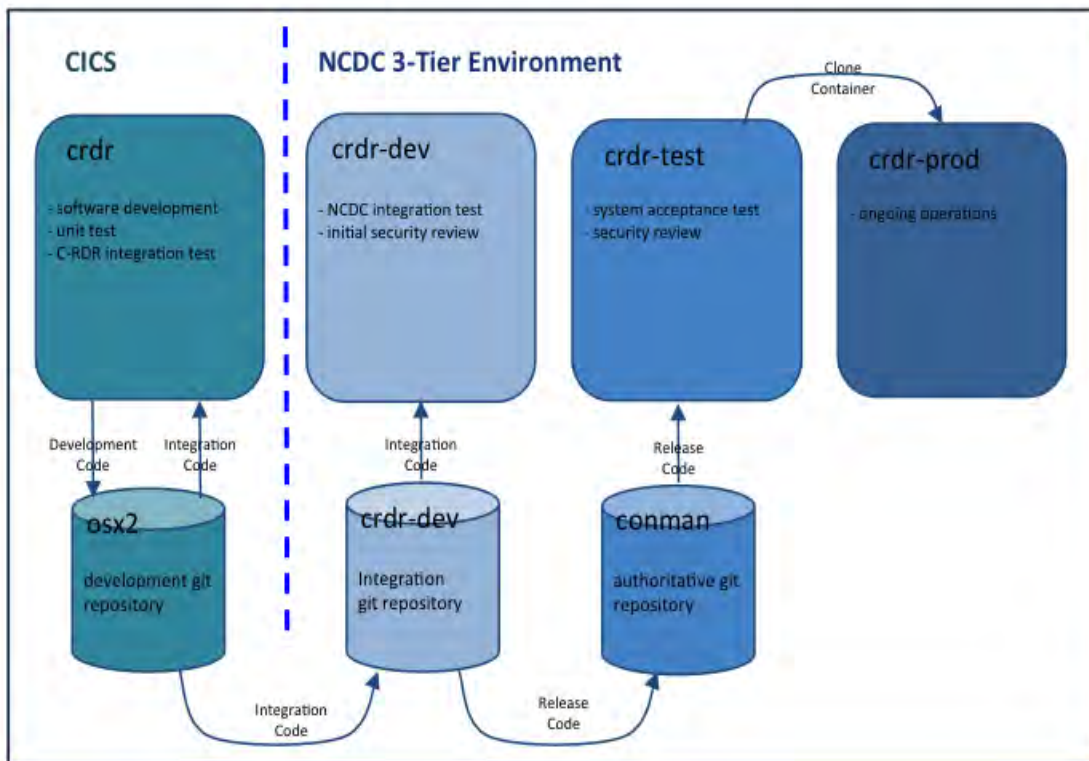 CICS
NCDC 3-Tier Environment
Clone
Container
crdr
- software development
- unit test
- C-RDR integration test
crdr-dev
- NCDC integration test
- initial security review
crdr-test
- system acceptance test
- security review
crdr-prod
- ongoing operations
Development
Code
Integration
Code
Integration
Code
Release
Code
osx2
development git
repository
crdr-dev
Integration
git repository
conman
authoritative git
repository
Integration
Code
Release
Code